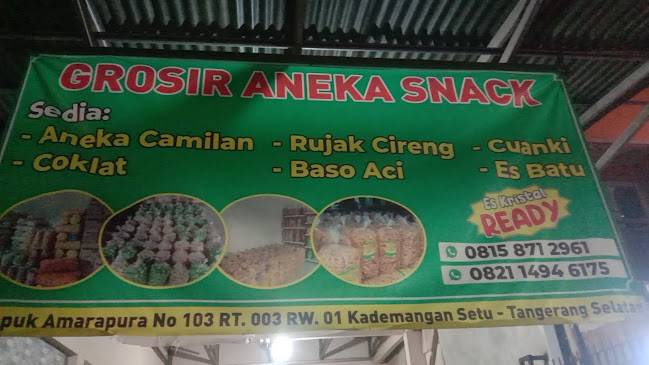 GROSIR ANEKA SNACK
Sedia:
- Aneka Camilan - Rujak Cireng - Cuanki
- Coklat - Baso Aci - Es Batu
Es Kristal
READY
0815 871 2961
0821 1494 6175
puk Amarapura No 103 RT. 003 RW. 01 Kademangan Setu - Tangerang Selatan